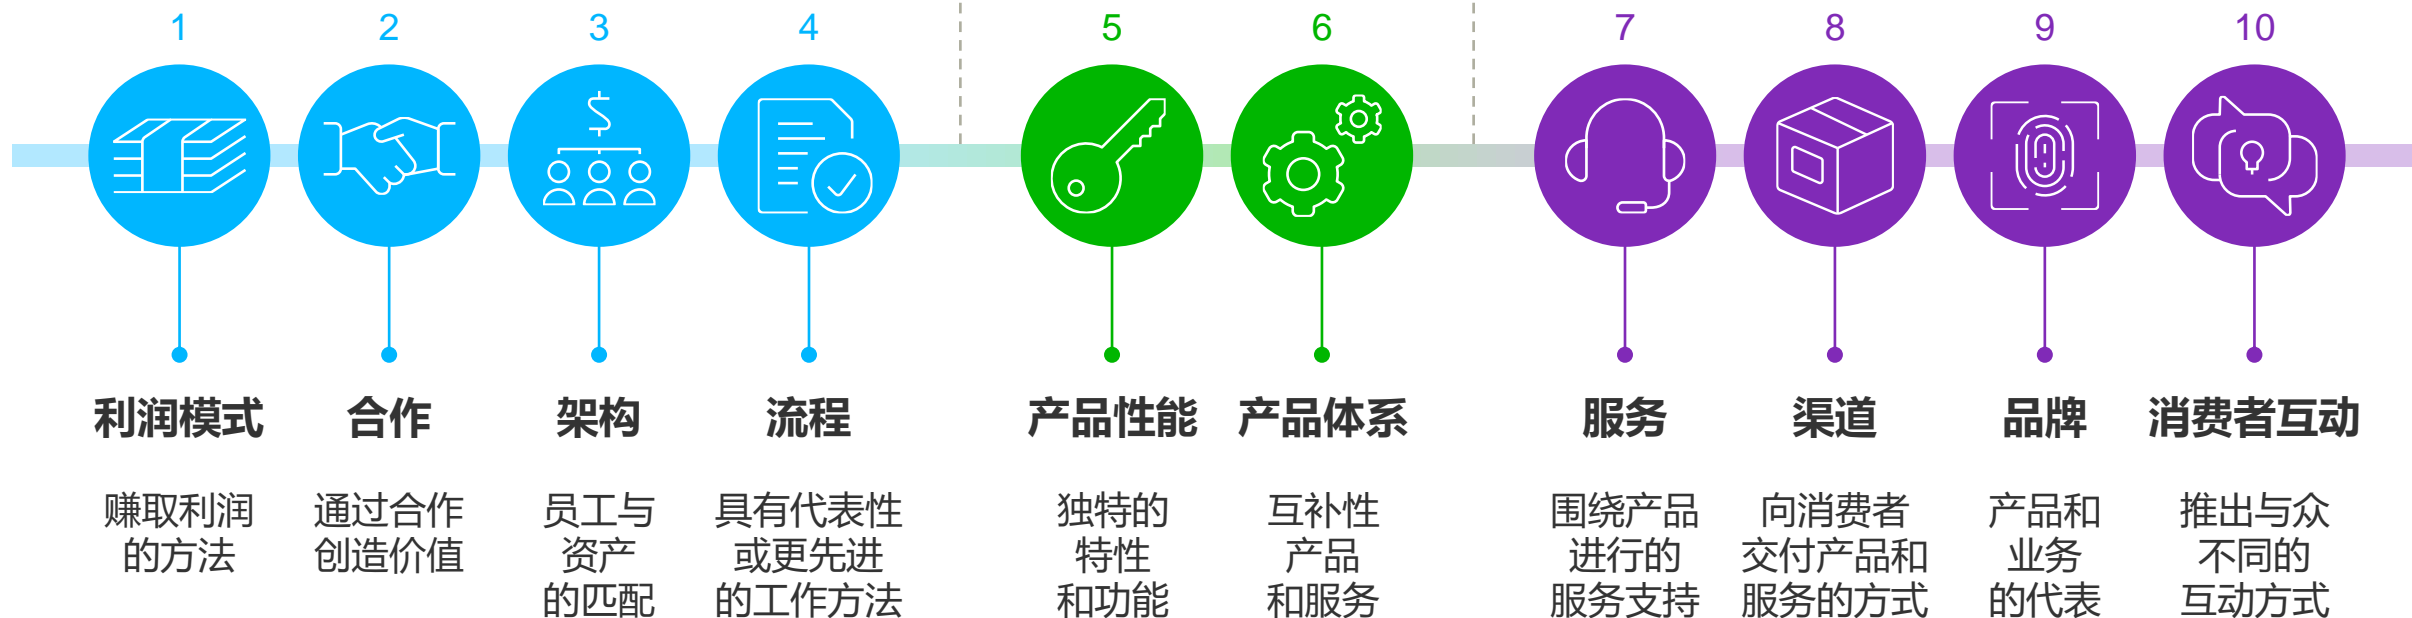 1 2 3 4 5 6 7 8 9 10
利润模式 合作 架构 流程 产品性能 产品体系 服务 渠道 品牌 消费者互动
赚取利润
的方法
通过合作
创造价值
员工与
资产
的匹配
具有代表性
或更先进
的工作方法
独特的
特性
和功能
互补性
产品
和服务
围绕产品
进行的
服务支持
向消费者
交付产品和
服务的方式
产品和
业务
的代表
推出与众
不同的
互动方式